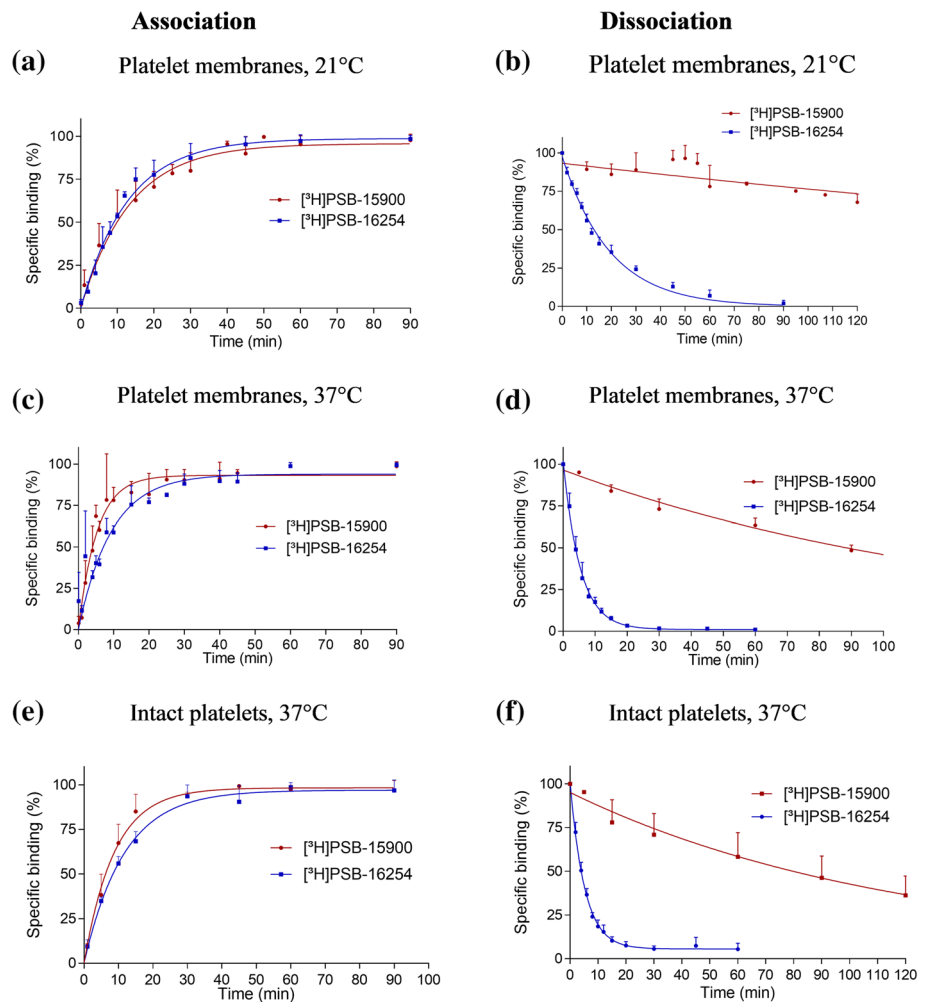 Association
Dissociation
(a)
Platelet membranes, 21°C
Specific binding (%)
100
75
50
25
0
[³H]PSB-15900
[³H]PSB-16254
0 10 20 30 40 50 60 70 80 90
Time (min)
(b)
Platelet membranes, 21°C
[³H]PSB-15900
[³H]PSB-16254
Specific binding (%)
100
75
50
25
0
0 10 20 30 40 50 60 70 80 90 100 110 120
Time (min)
(c)
Platelet membranes, 37°C
Specific binding (%)
100
75
50
25
0
[³H]PSB-15900
[³H]PSB-16254
0 10 20 30 40 50 60 70 80 90
Time (min)
(d)
Platelet membranes, 37°C
Specific binding (%)
100
50
0
[³H]PSB-15900
[³H]PSB-16254
0 10 20 30 40 50 60 70 80 90 100
Time (min)
(e)
Intact platelets, 37°C
Specific binding (%)
100
75
50
25
0
[³H]PSB-15900
[³H]PSB-16254
0 10 20 30 40 50 60 70 80 90 100
Time (min)
(f)
Intact platelets, 37°C
Specific binding (%)
100
75
50
25
0
[³H]PSB-15900
[³H]PSB-16254
0 10 20 30 40 50 60 70 80 90 100 110 120
Time (min)